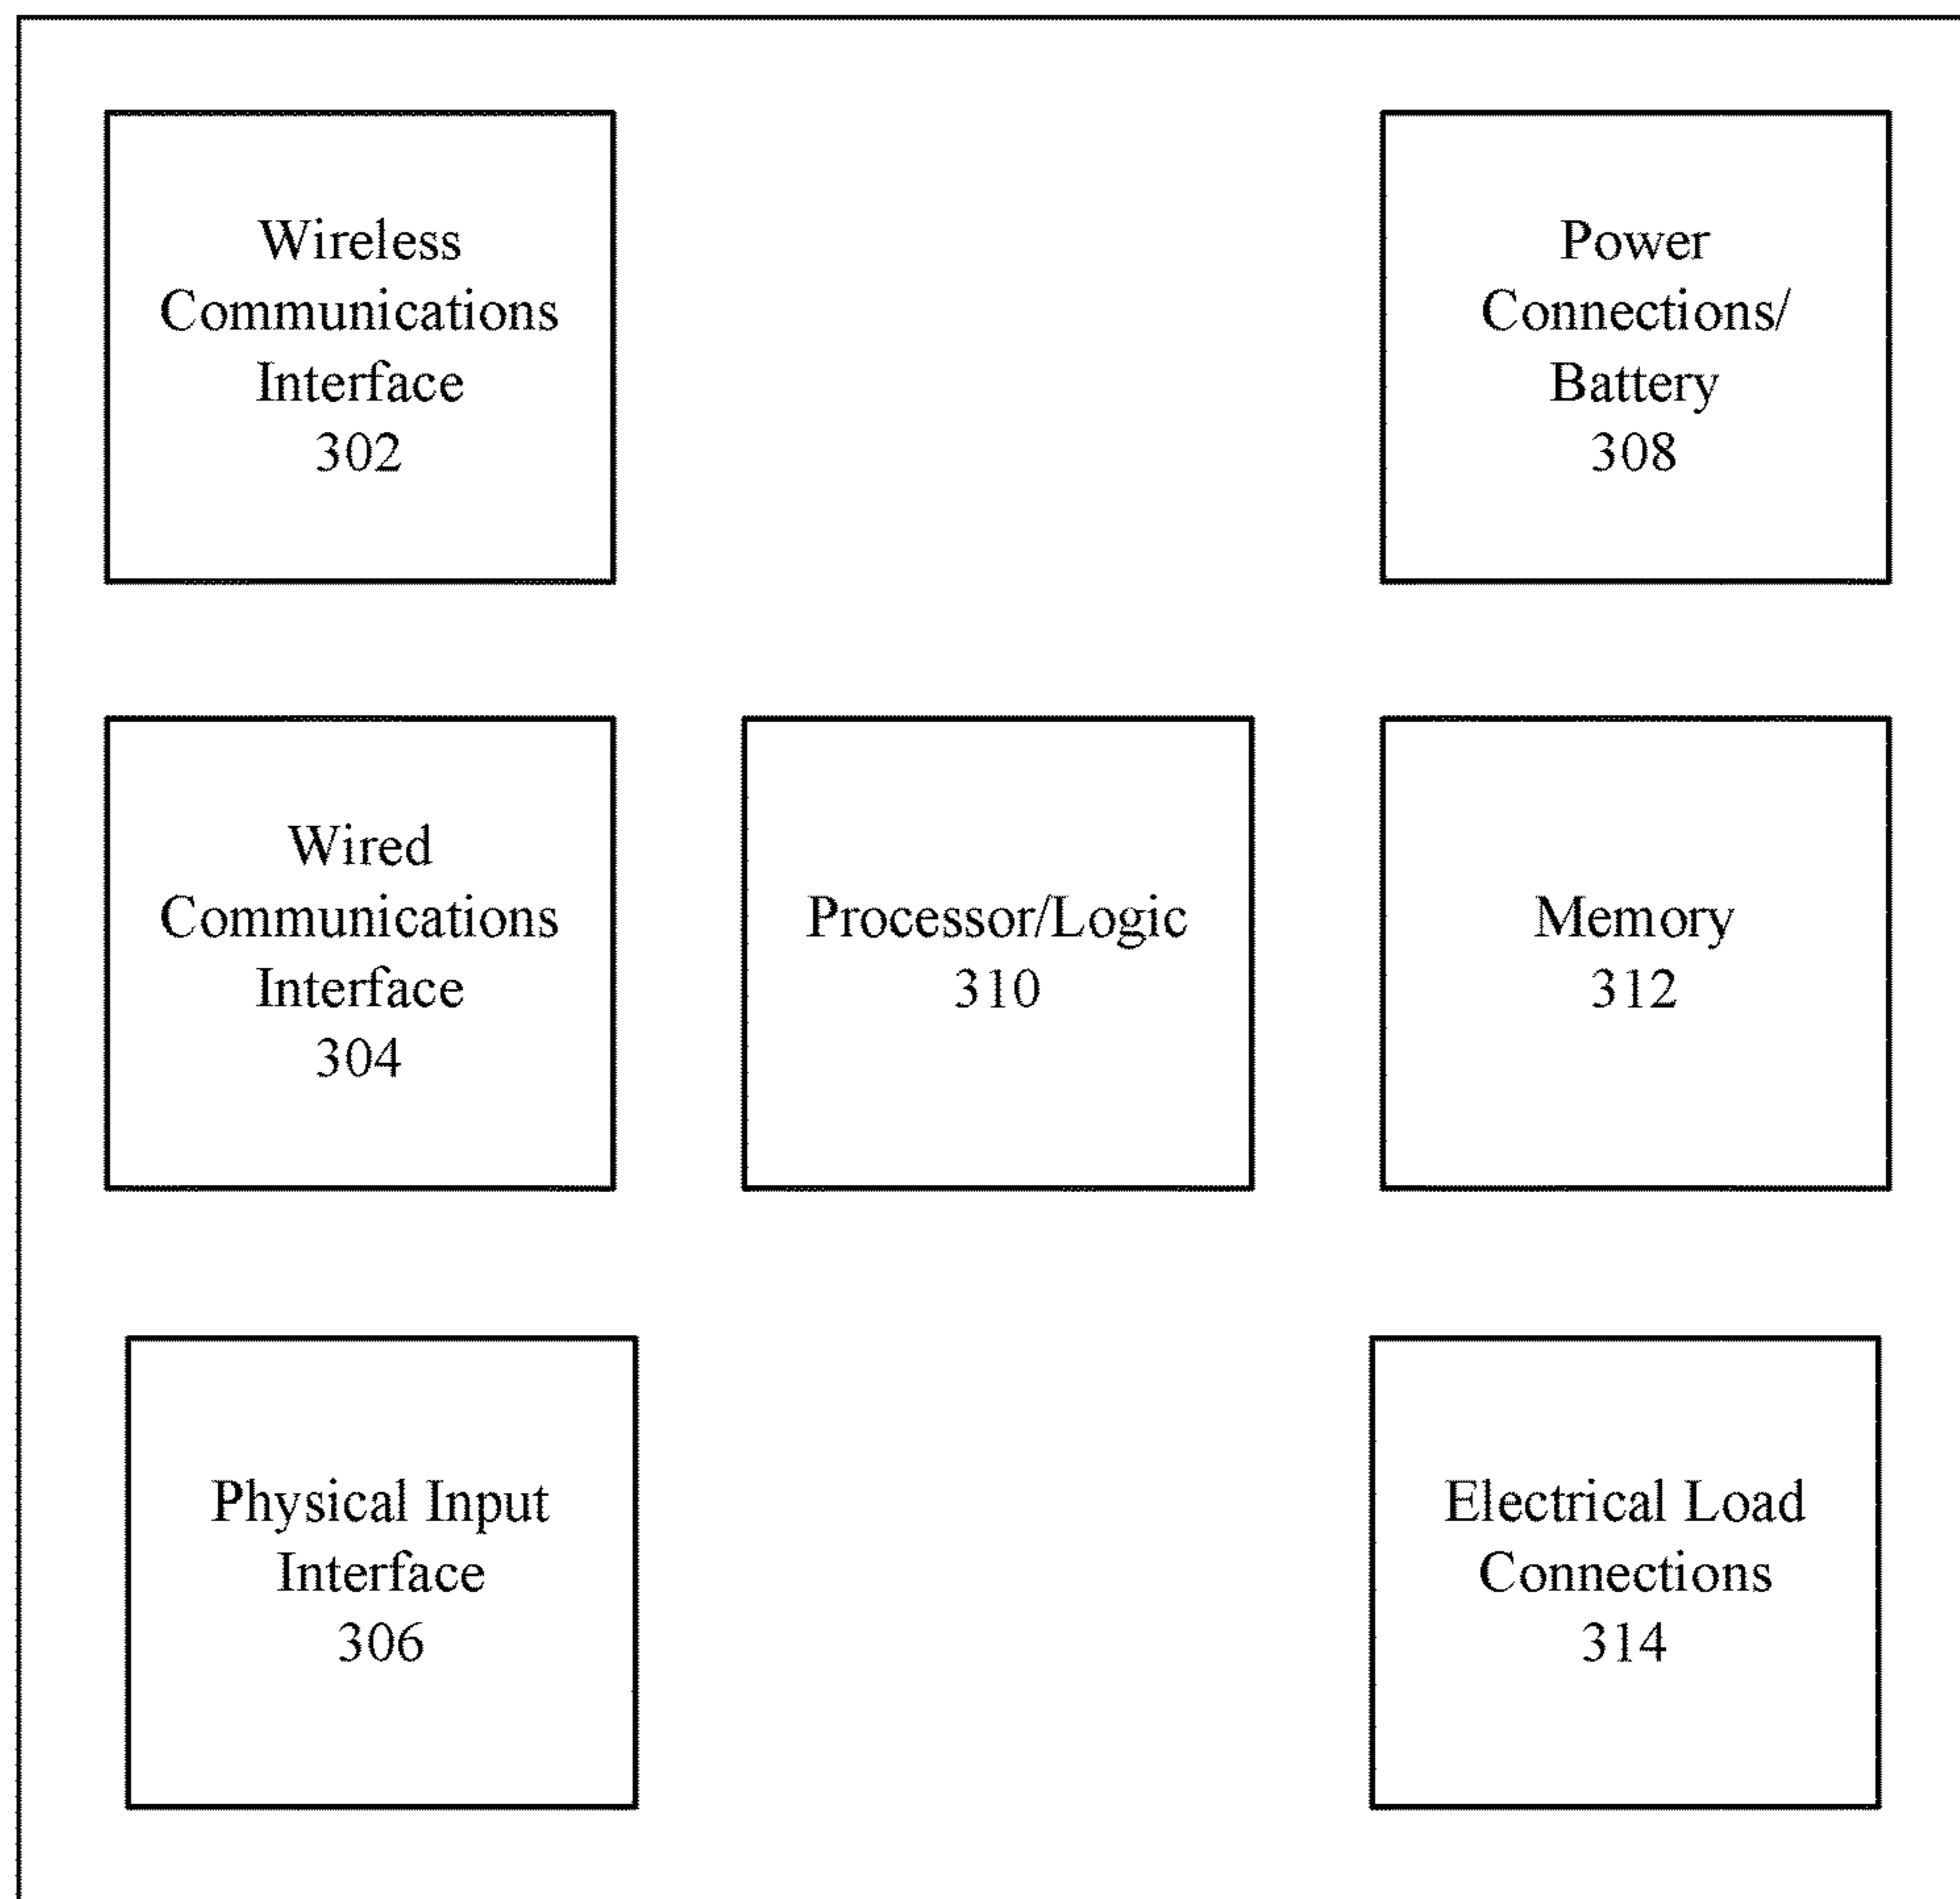 Wireless
Communications
Interface
302
Power
Connections/
Battery
308
Wired
Communications
Interface
304
Processor/Logic
310
Memory
312
Physical Input
Interface
306
Electrical Load
Connections
314